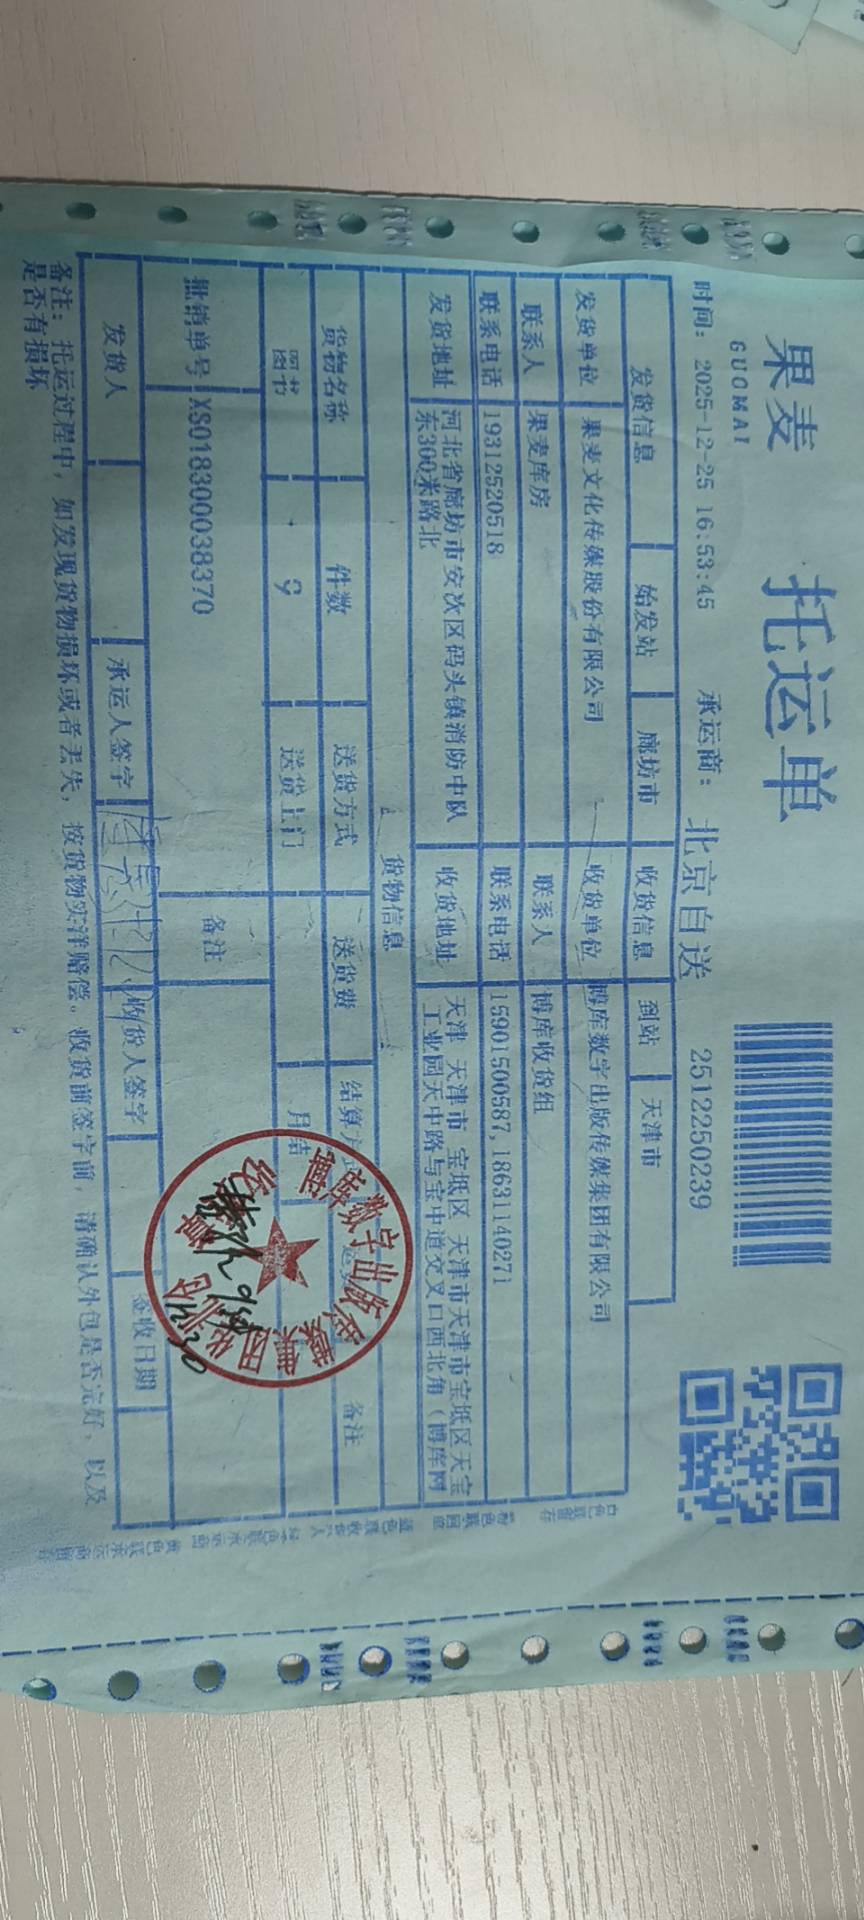 果麦
GUOMAI
托运单
时间: 2025-12-25 16:53:45 承运商: 北京自送 2512250239
发货信息 始发站 廊坊市 收货信息 到站 天津市
发货单位 果麦文化传媒股份有限公司 收货单位 博库数字出版传媒集团有限公司
联系人 果麦库房 联系人 博库收货组
联系电话 19312520518 联系电话 15901500587,18631140271
发货地址 河北省廊坊市安次区码头镇消防中队
东300米路北
收货地址 天津 天津市 宝坻区 天津市天津市宝坻区天宝
工业园天中路与宝中道交叉口西北角(博库网
货物信息
货物名称 件数 送货方式 送货费 结算方式 备注
图书 9 送货上门 月结
批销单号 XS018300038370 备注
发货人 承运人签字 收货人签字 签收日期
备注: 托运过程中, 如发现货物损坏或者丢失, 按货物实洋赔偿。收货前签字前, 请确认外包是否完好, 以及
是否有损坏